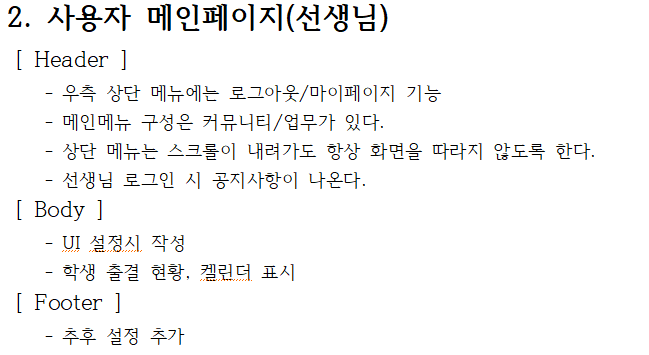 2. 사용자 메인페이지(선생님)
[ Header ]
- 우측 상단 메뉴에는 로그아웃/마이페이지 기능
- 메인메뉴 구성은 커뮤니티/업무가 있다.
- 상단 메뉴는 스크롤이 내려가도 항상 화면을 따라지 않도록 한다.
- 선생님 로그인 시 공지사항이 나온다.
[ Body ]
- UI 설정시 작성
- 학생 출결 현황, 켈린더 표시
[ Footer ]
- 추후 설정 추가